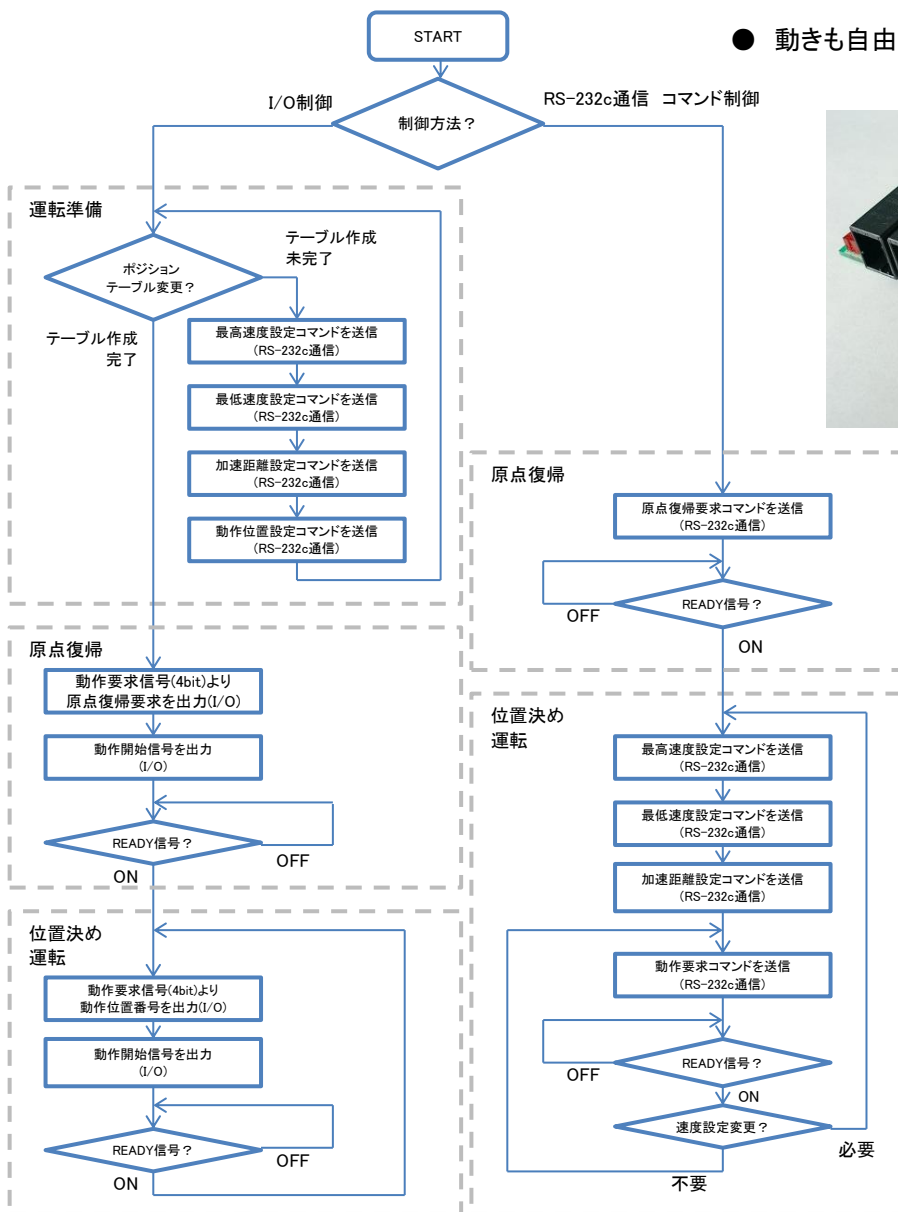 START
● 動きも自由
I/O制御
RS-232c通信 コマンド制御
制御方法？
運転準備
ポジション
テーブル変更？
テーブル作成
未完了
テーブル作成
完了
最高速度設定コマンドを送信
(RS-232c通信)
最低速度設定コマンドを送信
(RS-232c通信)
加速距離設定コマンドを送信
(RS-232c通信)
動作位置設定コマンドを送信
(RS-232c通信)
原点復帰
動作要求信号(4bit)より
原点復帰要求を出力(I/O)
動作開始信号を出力
(I/O)
READY信号？
OFF
ON
位置決め
運転
動作要求信号(4bit)より
動作位置番号を出力(I/O)
動作開始信号を出力
(I/O)
READY信号？
OFF
ON
原点復帰
原点復帰要求コマンドを送信
(RS-232c通信)
READY信号？
OFF
ON
位置決め
運転
最高速度設定コマンドを送信
(RS-232c通信)
最低速度設定コマンドを送信
(RS-232c通信)
加速距離設定コマンドを送信
(RS-232c通信)
動作要求コマンドを送信
(RS-232c通信)
READY信号？
OFF
ON
速度設定変更？
必要
不要